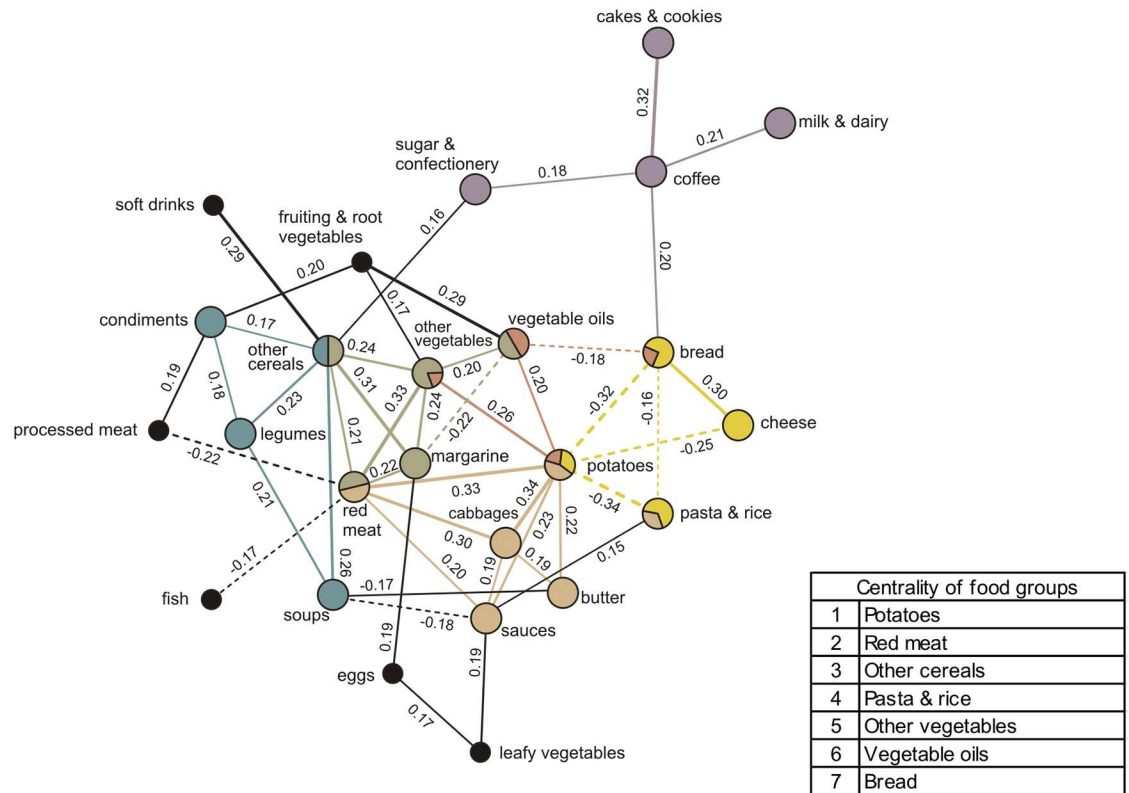 cakes & cookies
0.32
milk & dairy
0.21
sugar &
confectionery
0.18
coffee
soft drinks
0.16
fruiting & root
vegetables
0.29
0.20
0.20
0.29
0.17
condiments
0.17
vegetable oils
other
vegetables
other
cereals
0.24
0.20
-0.18
bread
0.19
0.18
0.31
0.33
0.24
-0.22
0.20
0.26
-0.32
-0.16
0.30
0.23
cheese
processed meat
legumes
0.21
-0.25
-0.22
0.22
margarine
potatoes
0.33
-0.34
0.21
red
meat
cabbages
0.34
0.23
0.22
pasta & rice
0.30
0.15
-0.17
0.26
0.20
0.19
0.19
-0.17
fish
soups
butter
-0.18
sauces
0.19
0.19
eggs
0.17
leafy vegetables
Centrality of food groups
1 Potatoes
2 Red meat
3 Other cereals
4 Pasta & rice
5 Other vegetables
6 Vegetable oils
7 Bread